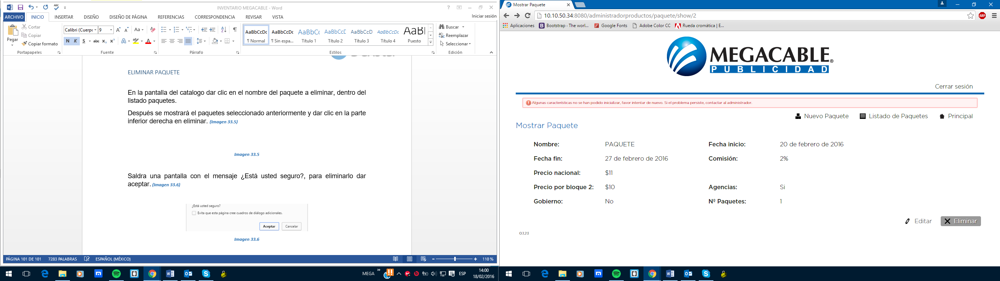 INVENTARIO MEGACABLE - Word
ARCHIVO INICIO INSERTAR DISEÑO DISEÑO DE PÁGINA REFERENCIAS CORRESPONDENCIA REVISAR VISTA Iniciar sesión
Pegar
Cortar
Copiar
Copiar formato
Portapapeles
Calibri (Cuerpo 9
N K S abc x₂ x²
Fuente
Párrafo
AaBbCcDc AaBbCcDc AaBbC( AaBbCcC AaBbCcD AaBbCcDc AaBI
¶ Normal ¶ Sin espa... Título 1 Título 2 Título 3 Título 4 Puesto
Estilos
Buscar
Reemplazar
Seleccionar
Edición
ELIMINAR PAQUETE
En la pantalla del catalogo dar clic en el nombre del paquete a eliminar, dentro del
listado paquetes.
Después se mostrará el paquetes seleccionado anteriormente y dar clic en la parte
inferior derecha en eliminar. (Imagen 33.5)
Imagen 33.5
Saldra una pantalla con el mensaje ¿Está usted seguro?, para eliminarlo dar
aceptar. (Imagen 33.6)
¿Está usted seguro?
Evita que esta página cree cuadros de diálogo adicionales.
Aceptar Cancelar
Imagen 33.6
PÁGINA 101 DE 101 7283 PALABRAS ESPAÑOL (MÉXICO) 110 %
MEGA ESP 14:00
18/02/2016
Mostrar Paquete
10.10.50.34:8080/administradorproductos/paquete/show/2
ABP
Aplicaciones Bootstrap · The worl... Google Fonts Adobe Color CC Rueda cromática | E...
MEGACABLE®
PUBLICIDAD
Cerrar sesión
Algunas características no se han podido inicializar, favor intentar de nuevo. Si el problema persiste, contactar al administrador.
Nuevo Paquete Listado de Paquetes Principal
Mostrar Paquete
Nombre: PAQUETE Fecha inicio: 20 de febrero de 2016
Fecha fin: 27 de febrero de 2016 Comisión: 2%
Precio nacional: $11
Precio por bloque 2: $10 Agencias: Si
Gobierno: No Nº Paquetes: 1
Editar Eliminar
0.1.23